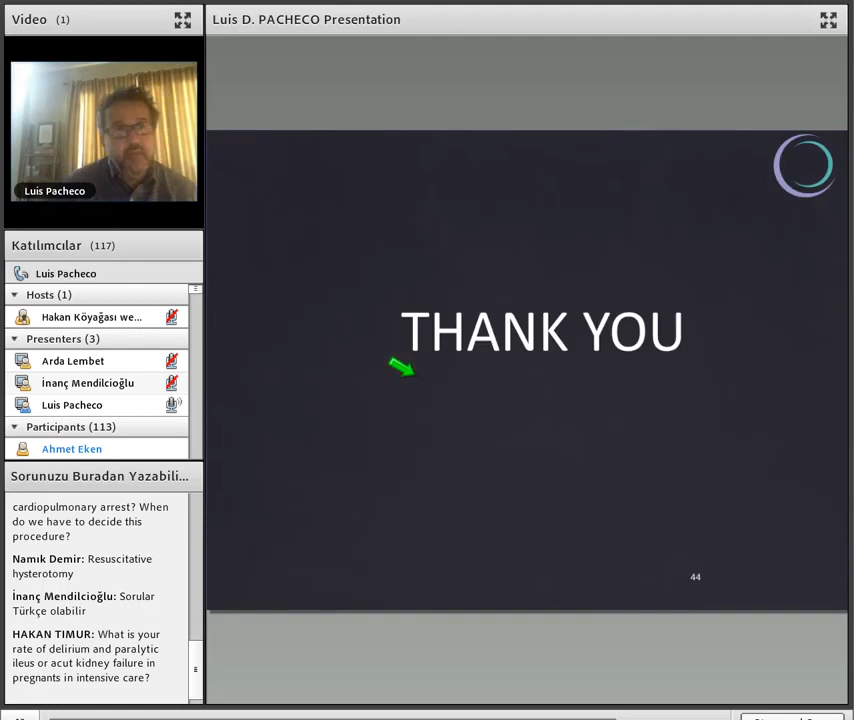 Video (1)
Luis D. PACHECO Presentation
Luis Pacheco
Katılımcılar (117)
Luis Pacheco
Hosts (1)
Hakan Köyağası we...
Presenters (3)
Arda Lembet
İnanç Mendilcioğlu
Luis Pacheco
Participants (113)
Ahmet Eken
Sorunuzu Buradan Yazabili...
cardiopulmonary arrest? When
do we have to decide this
procedure?
Namık Demir: Resuscitative
hysterotomy
İnanç Mendilcioğlu: Sorular
Türkçe olabilir
HAKAN TIMUR: What is your
rate of delirium and paralytic
ileus or acut kidney failure in
pregnants in intensive care?
THANK YOU
44